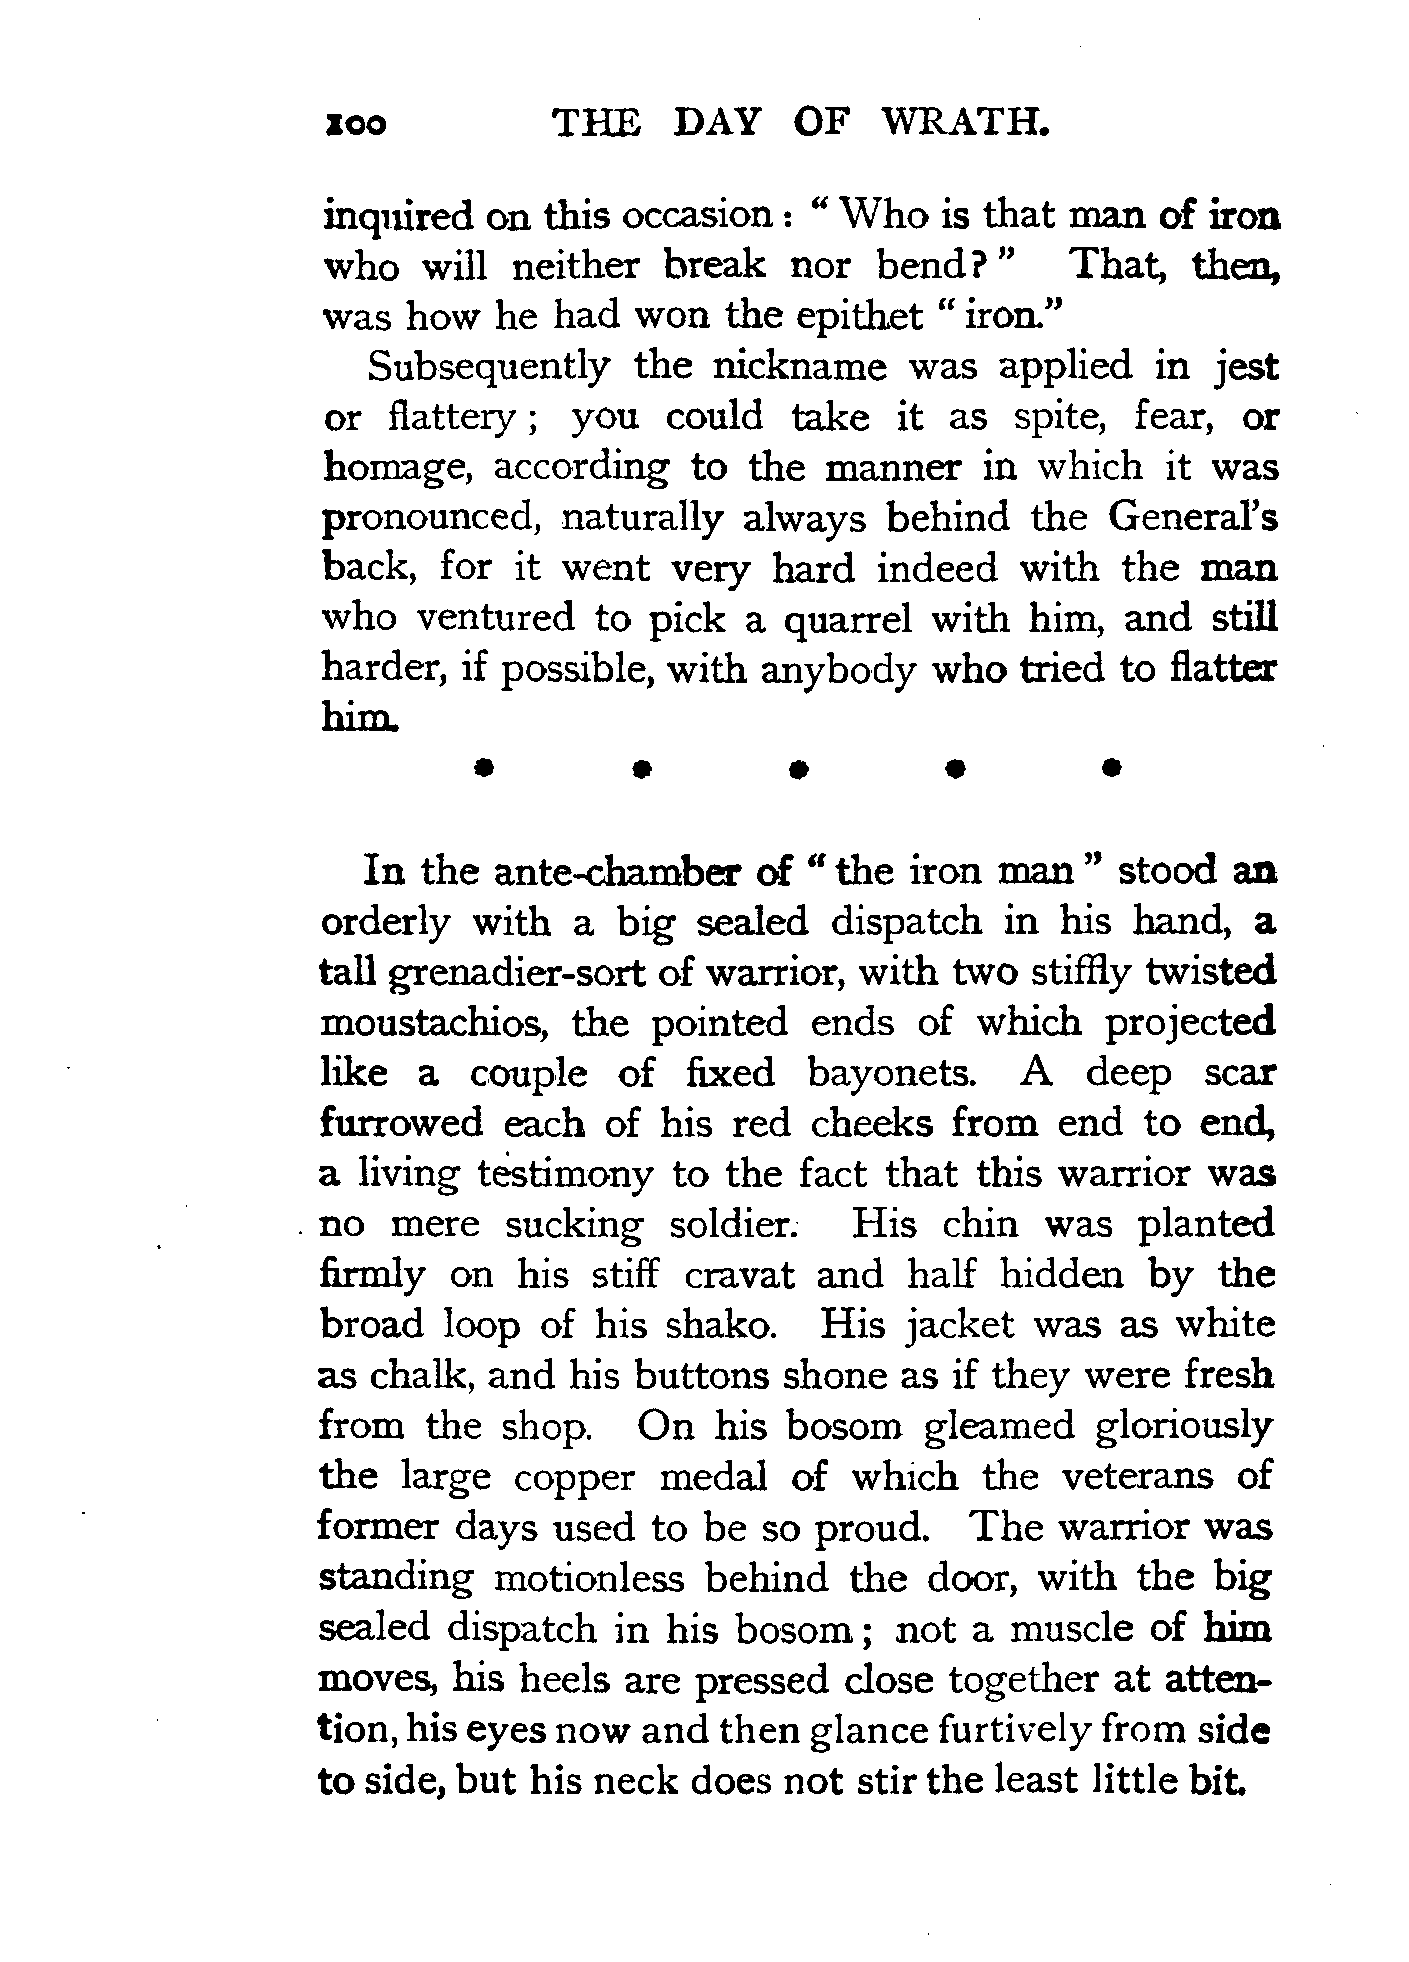 100 THE DAY OF WRATH.
inquired on this occasion : “ Who is that man of iron
who will neither break nor bend? ” That, then,
was how he had won the epithet “ iron.”
Subsequently the nickname was applied in jest
or flattery ; you could take it as spite, fear, or
homage, according to the manner in which it was
pronounced, naturally always behind the General’s
back, for it went very hard indeed with the man
who ventured to pick a quarrel with him, and still
harder, if possible, with anybody who tried to flatter
him.
• • • • •
In the ante-chamber of “ the iron man ” stood an
orderly with a big sealed dispatch in his hand, a
tall grenadier-sort of warrior, with two stiffly twisted
moustachios, the pointed ends of which projected
like a couple of fixed bayonets. A deep scar
furrowed each of his red cheeks from end to end,
a living testimony to the fact that this warrior was
no mere sucking soldier. His chin was planted
firmly on his stiff cravat and half hidden by the
broad loop of his shako. His jacket was as white
as chalk, and his buttons shone as if they were fresh
from the shop. On his bosom gleamed gloriously
the large copper medal of which the veterans of
former days used to be so proud. The warrior was
standing motionless behind the door, with the big
sealed dispatch in his bosom ; not a muscle of him
moves, his heels are pressed close together at atten-
tion, his eyes now and then glance furtively from side
to side, but his neck does not stir the least little bit.